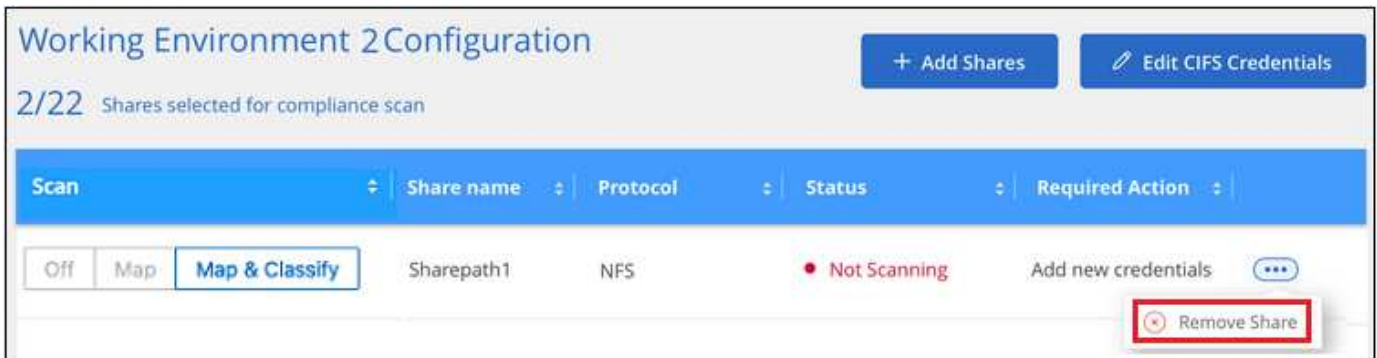 Working Environment 2 Configuration
+ Add Shares
Edit CIFS Credentials
2/22 Shares selected for compliance scan
Scan Share name Protocol Status Required Action
Off Map Map & Classify Sharepath1 NFS Not Scanning Add new credentials
Remove Share